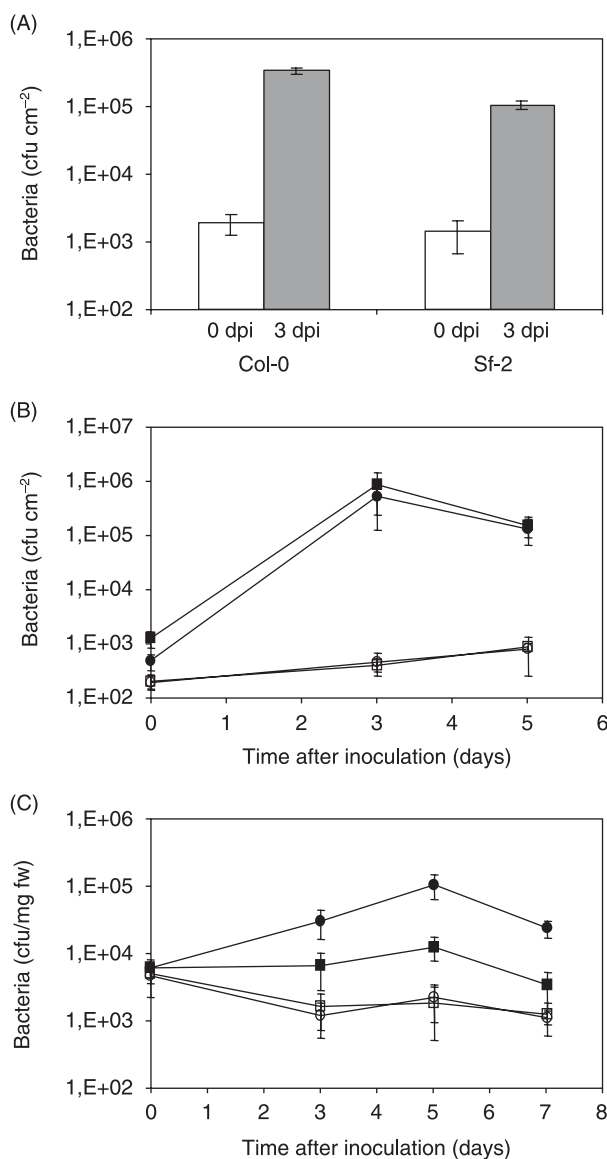 (A)
Bacteria (cfu cm⁻²)
1,E+06
1,E+05
1,E+04
1,E+03
1,E+02
0 dpi 3 dpi 0 dpi 3 dpi
Col-0 Sf-2
(B)
Bacteria (cfu cm⁻²)
1,E+07
1,E+06
1,E+05
1,E+04
1,E+03
1,E+02
0 1 2 3 4 5 6
Time after inoculation (days)
(C)
Bacteria (cfu/mg fw)
1,E+06
1,E+05
1,E+04
1,E+03
1,E+02
0 1 2 3 4 5 6 7 8
Time after inoculation (days)